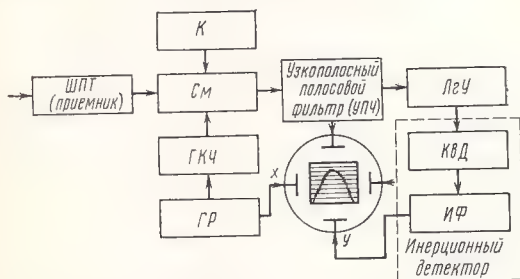 К
ШПТ
(приемник)
См
Узкополосный
полосовой
фильтр (УПЧ)
ЛгУ
ГКЧ
КвД
X
ГР
ИФ
У
Инерционный
детектор